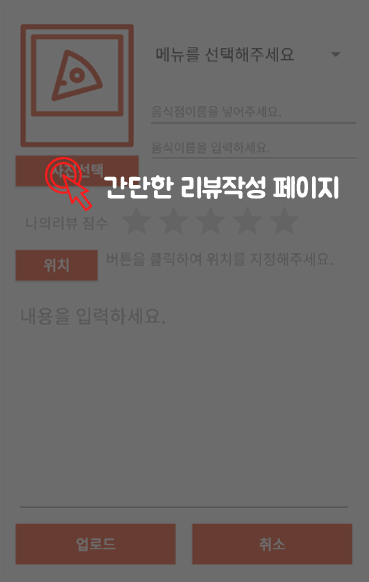 메뉴를 선택해주세요
음식점이름을 넣어주세요.
음식이름을 입력하세요.
사진선택
간단한 리뷰작성 페이지
나의리뷰 점수
위치
버튼을 클릭하여 위치를 지정해주세요.
내용을 입력하세요.
업로드
취소